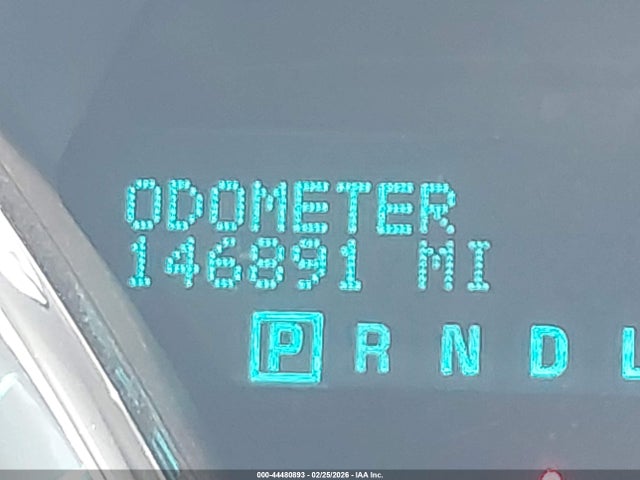 ODOMETER
146891 MI
P R N D L
000-44480893 - 02/25/2026 - IAA Inc.